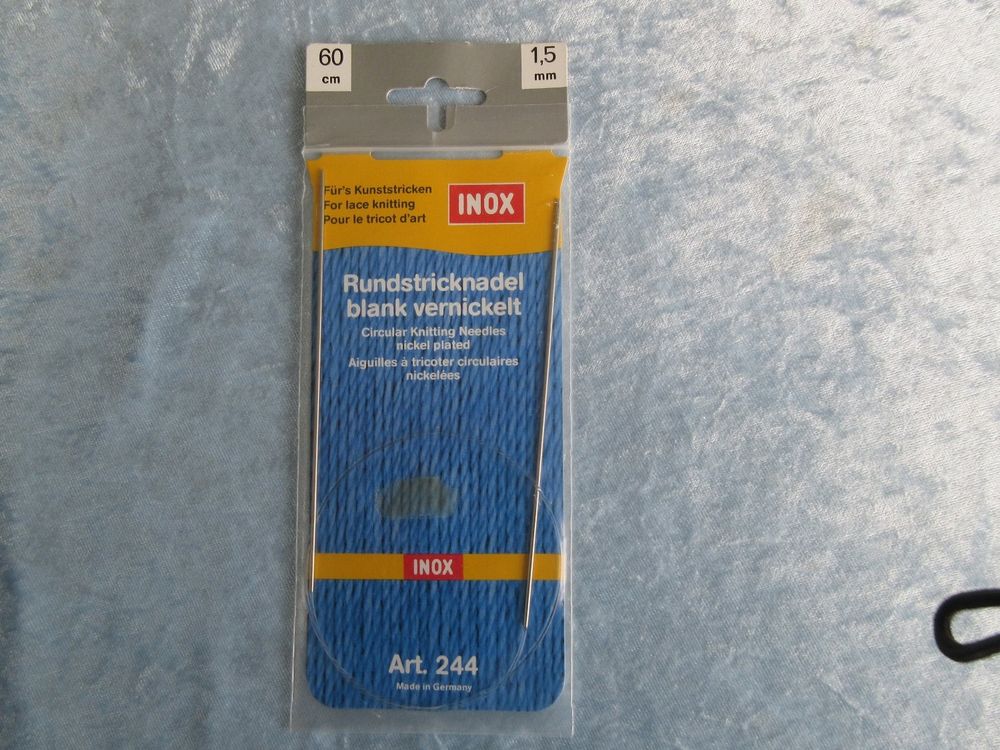 60
cm
1,5
mm
Für's Kunststricken
For lace knitting
Pour le tricot d'art
INOX
Rundstricknadel
blank vernickelt
Circular Knitting Needles
nickel plated
Aiguilles à tricoter circulaires
nickelées
INOX
Art. 244
Made in Germany